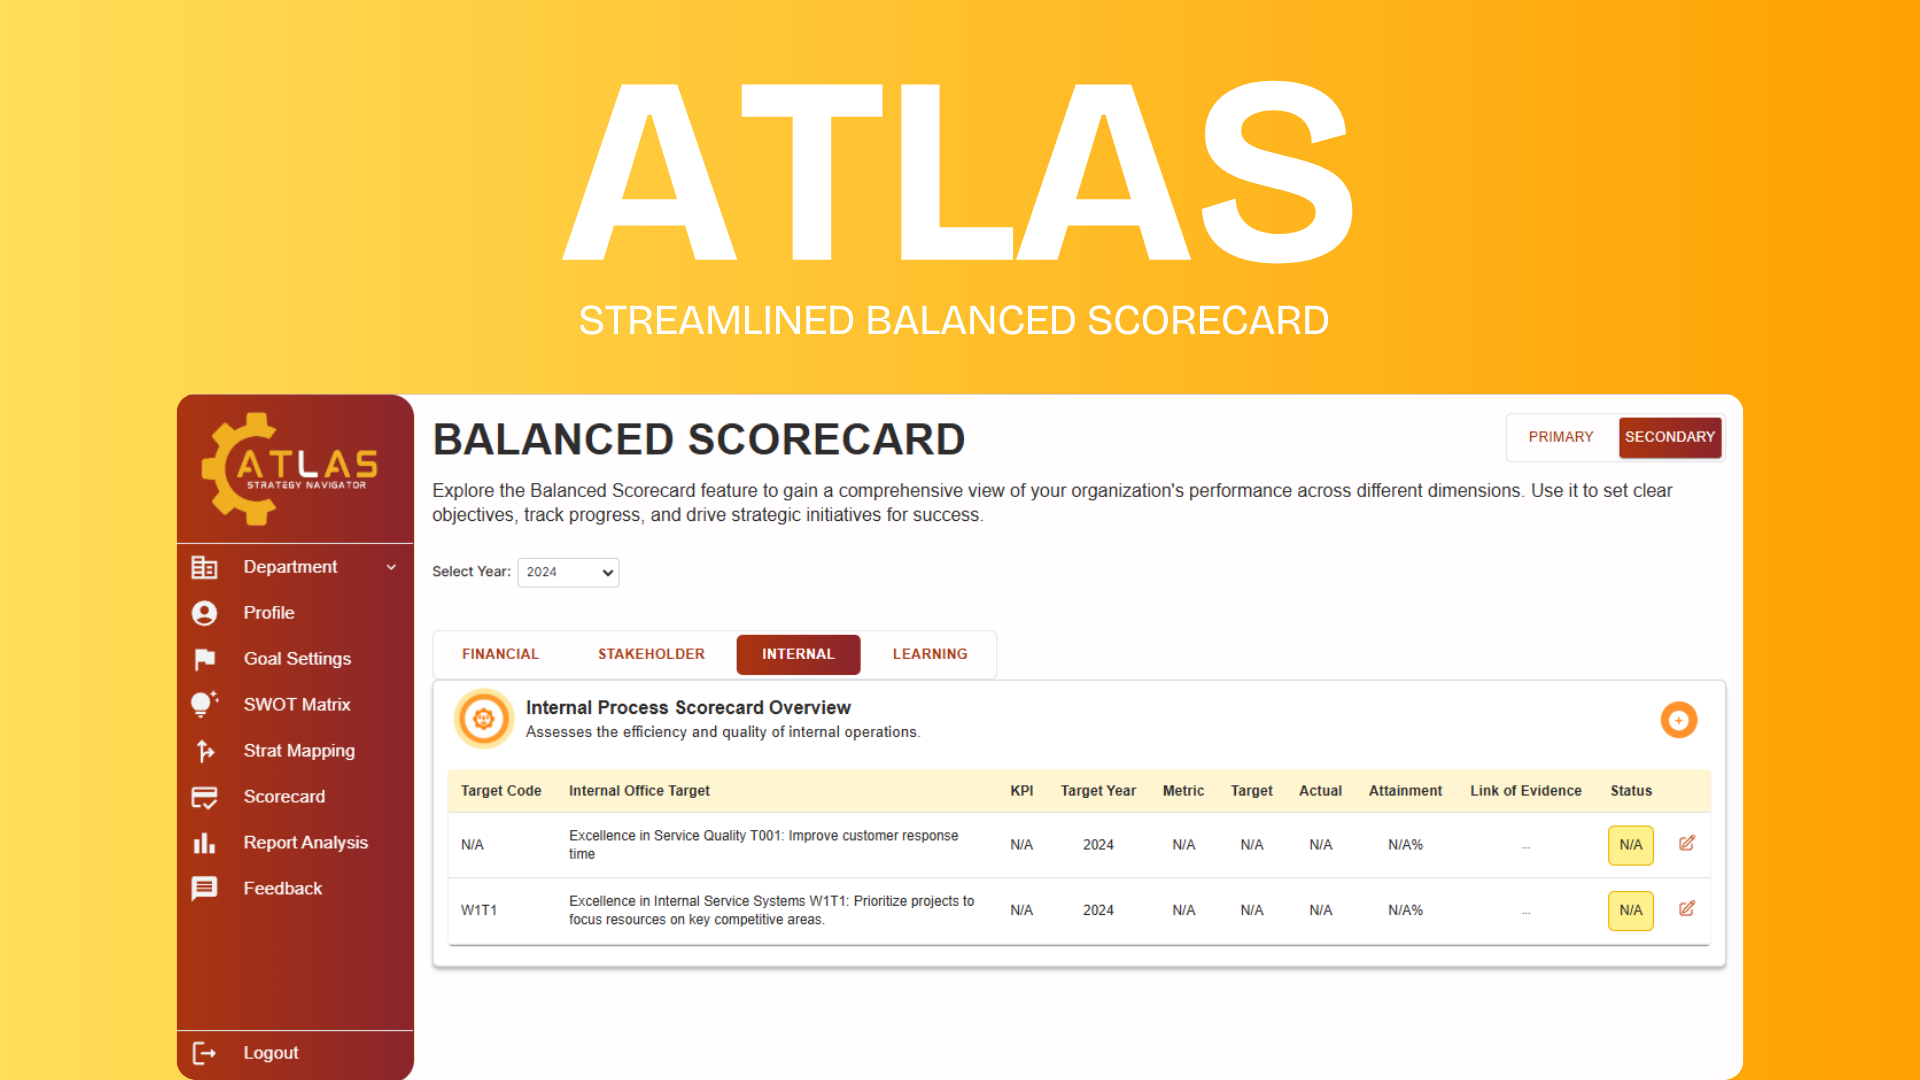 ATLAS
STREAMLINED BALANCED SCORECARD
ATLAS
STRATEGY NAVIGATOR
Department
Profile
Goal Settings
SWOT Matrix
Strat Mapping
Scorecard
Report Analysis
Feedback
Logout
BALANCED SCORECARD
PRIMARY SECONDARY
Explore the Balanced Scorecard feature to gain a comprehensive view of your organization's performance across different dimensions. Use it to set clear
objectives, track progress, and drive strategic initiatives for success.
Select Year: 2024
FINANCIAL STAKEHOLDER INTERNAL LEARNING
Internal Process Scorecard Overview
Assesses the efficiency and quality of internal operations.
Target Code Internal Office Target KPI Target Year Metric Target Actual Attainment Link of Evidence Status
N/A Excellence in Service Quality T001: Improve customer response
time N/A 2024 N/A N/A N/A N/A% ... N/A
W1T1 Excellence in Internal Service Systems W1T1: Prioritize projects to
focus resources on key competitive areas. N/A 2024 N/A N/A N/A N/A% ... N/A